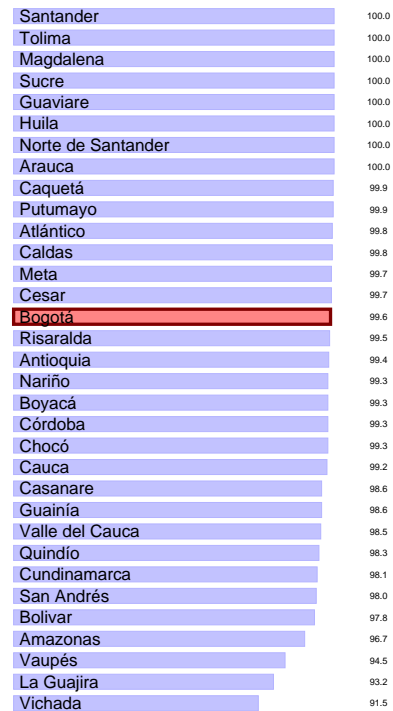 Santander 100.0
Tolima 100.0
Magdalena 100.0
Sucre 100.0
Guaviare 100.0
Huila 100.0
Norte de Santander 100.0
Arauca 100.0
Caquetá 99.9
Putumayo 99.9
Atlántico 99.8
Caldas 99.8
Meta 99.7
Cesar 99.7
Bogotá 99.6
Risaralda 99.5
Antioquia 99.4
Nariño 99.3
Boyacá 99.3
Córdoba 99.3
Chocó 99.3
Cauca 99.2
Casanare 98.6
Guainía 98.6
Valle del Cauca 98.5
Quindío 98.3
Cundinamarca 98.1
San Andrés 98.0
Bolivar 97.8
Amazonas 96.7
Vaupés 94.5
La Guajira 93.2
Vichada 91.5